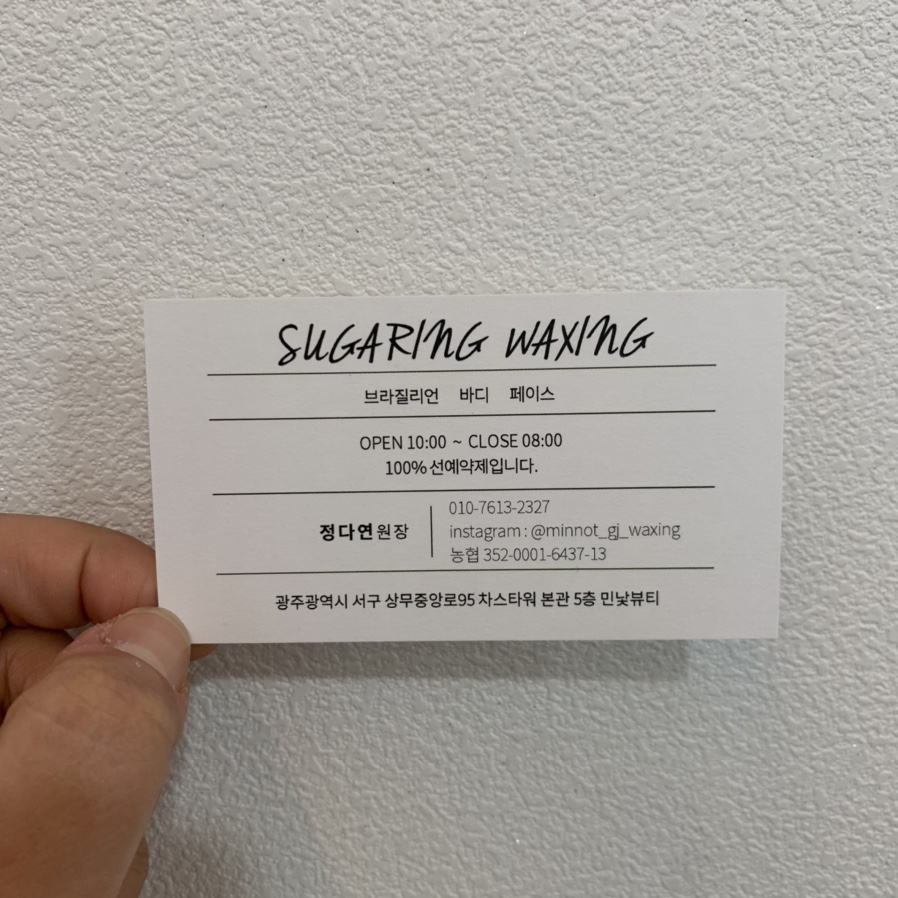 SUGARING WAXING
브라질리언 바디 페이스
OPEN 10:00 ~ CLOSE 08:00
100% 선예약제입니다.
정다연원장
010-7613-2327
instagram : @minnot_gj_waxing
농협 352-0001-6437-13
광주광역시 서구 상무중앙로95 차스타워 본관 5층 민낯뷰티